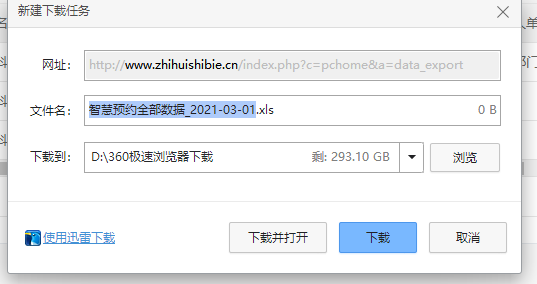 新建下载任务
网址： http://www.zhihuishibie.cn/index.php?c=pchome&a=data_export
文件名： 智慧预约全部数据_2021-03-01.xls 0 B
下载到： D:\360极速浏览器下载 剩: 293.10 GB 浏览
使用迅雷下载 下载并打开 下载 取消